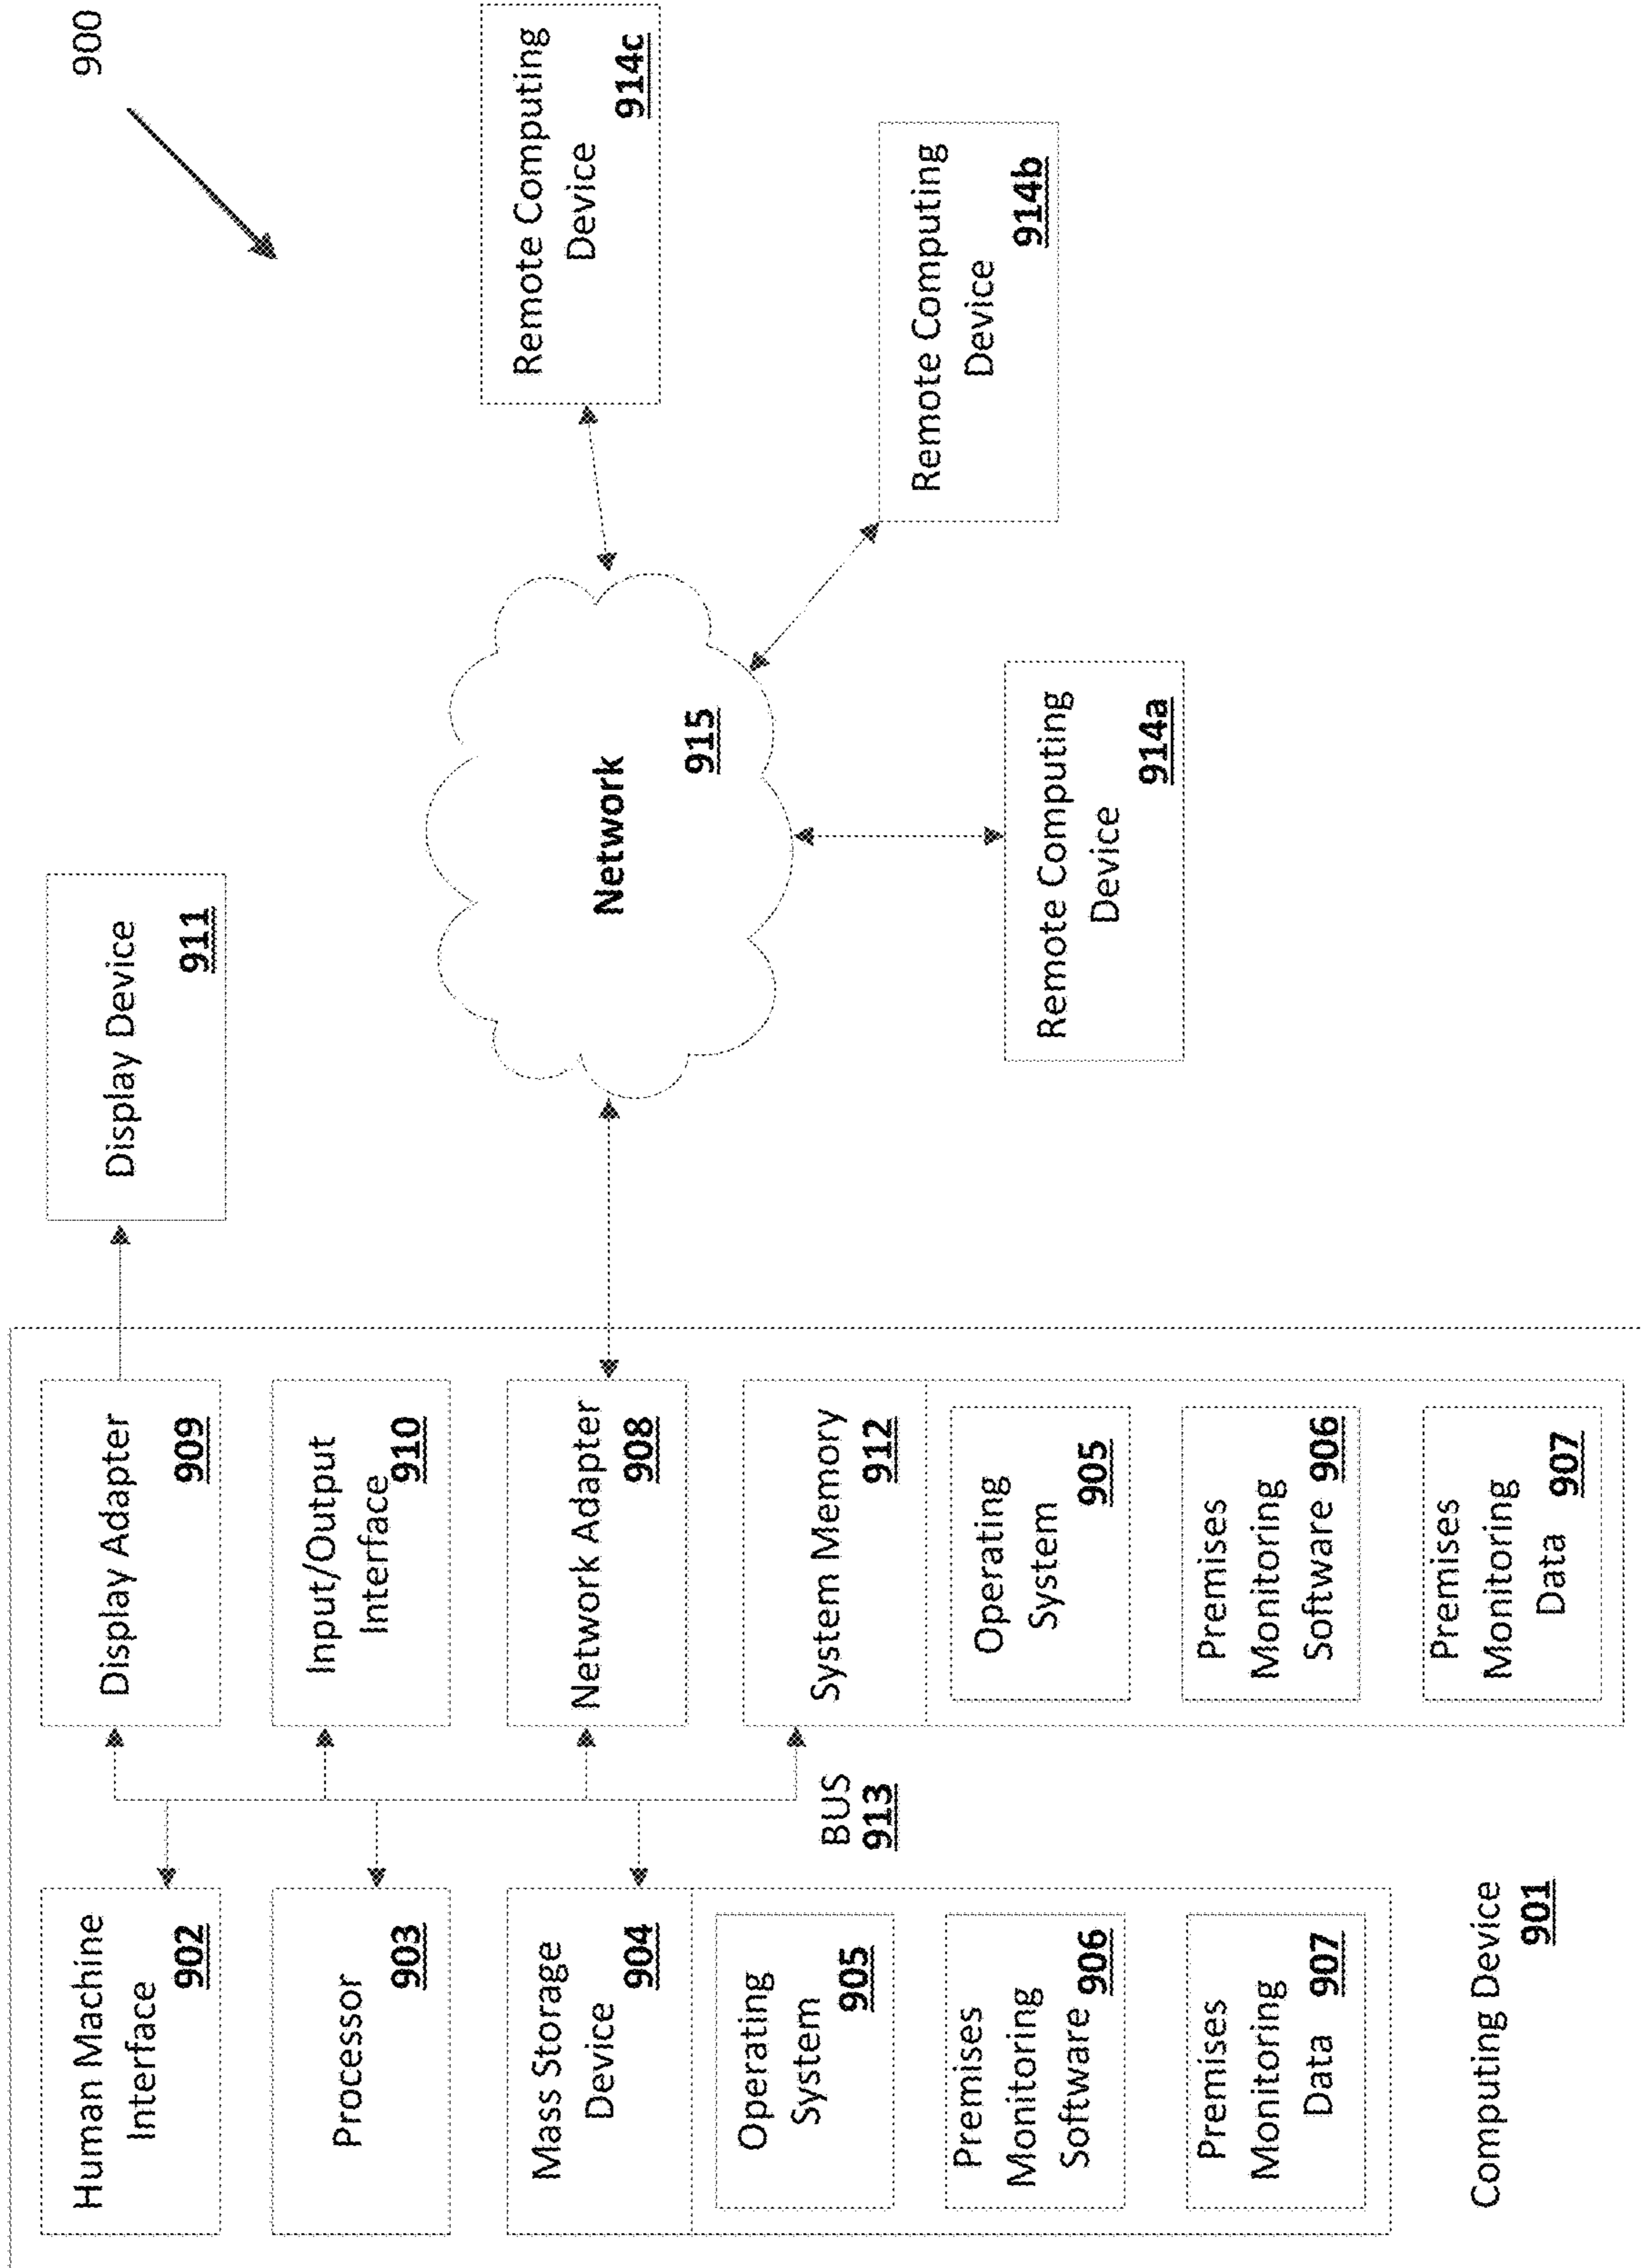 900
Human Machine
Interface
902
Processor
903
Mass Storage
Device
904
Operating
System
905
Premises
Monitoring
Software
906
Premises
Monitoring
Data
907
Computing Device
901
BUS
913
Display Adapter
909
Input/Output
Interface
910
Network Adapter
908
System Memory
912
Operating
System
905
Premises
Monitoring
Software
906
Premises
Monitoring
Data
907
Display Device
911
Network
915
Remote Computing
Device
914a
Remote Computing
Device
914b
Remote Computing
Device
914c